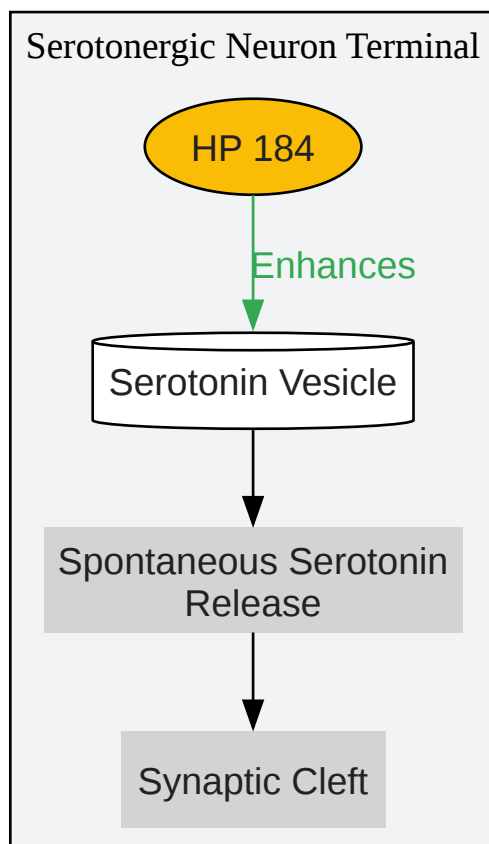 Serotonergic Neuron Terminal
HP 184
Enhances
Serotonin Vesicle
Spontaneous Serotonin
Release
Synaptic Cleft